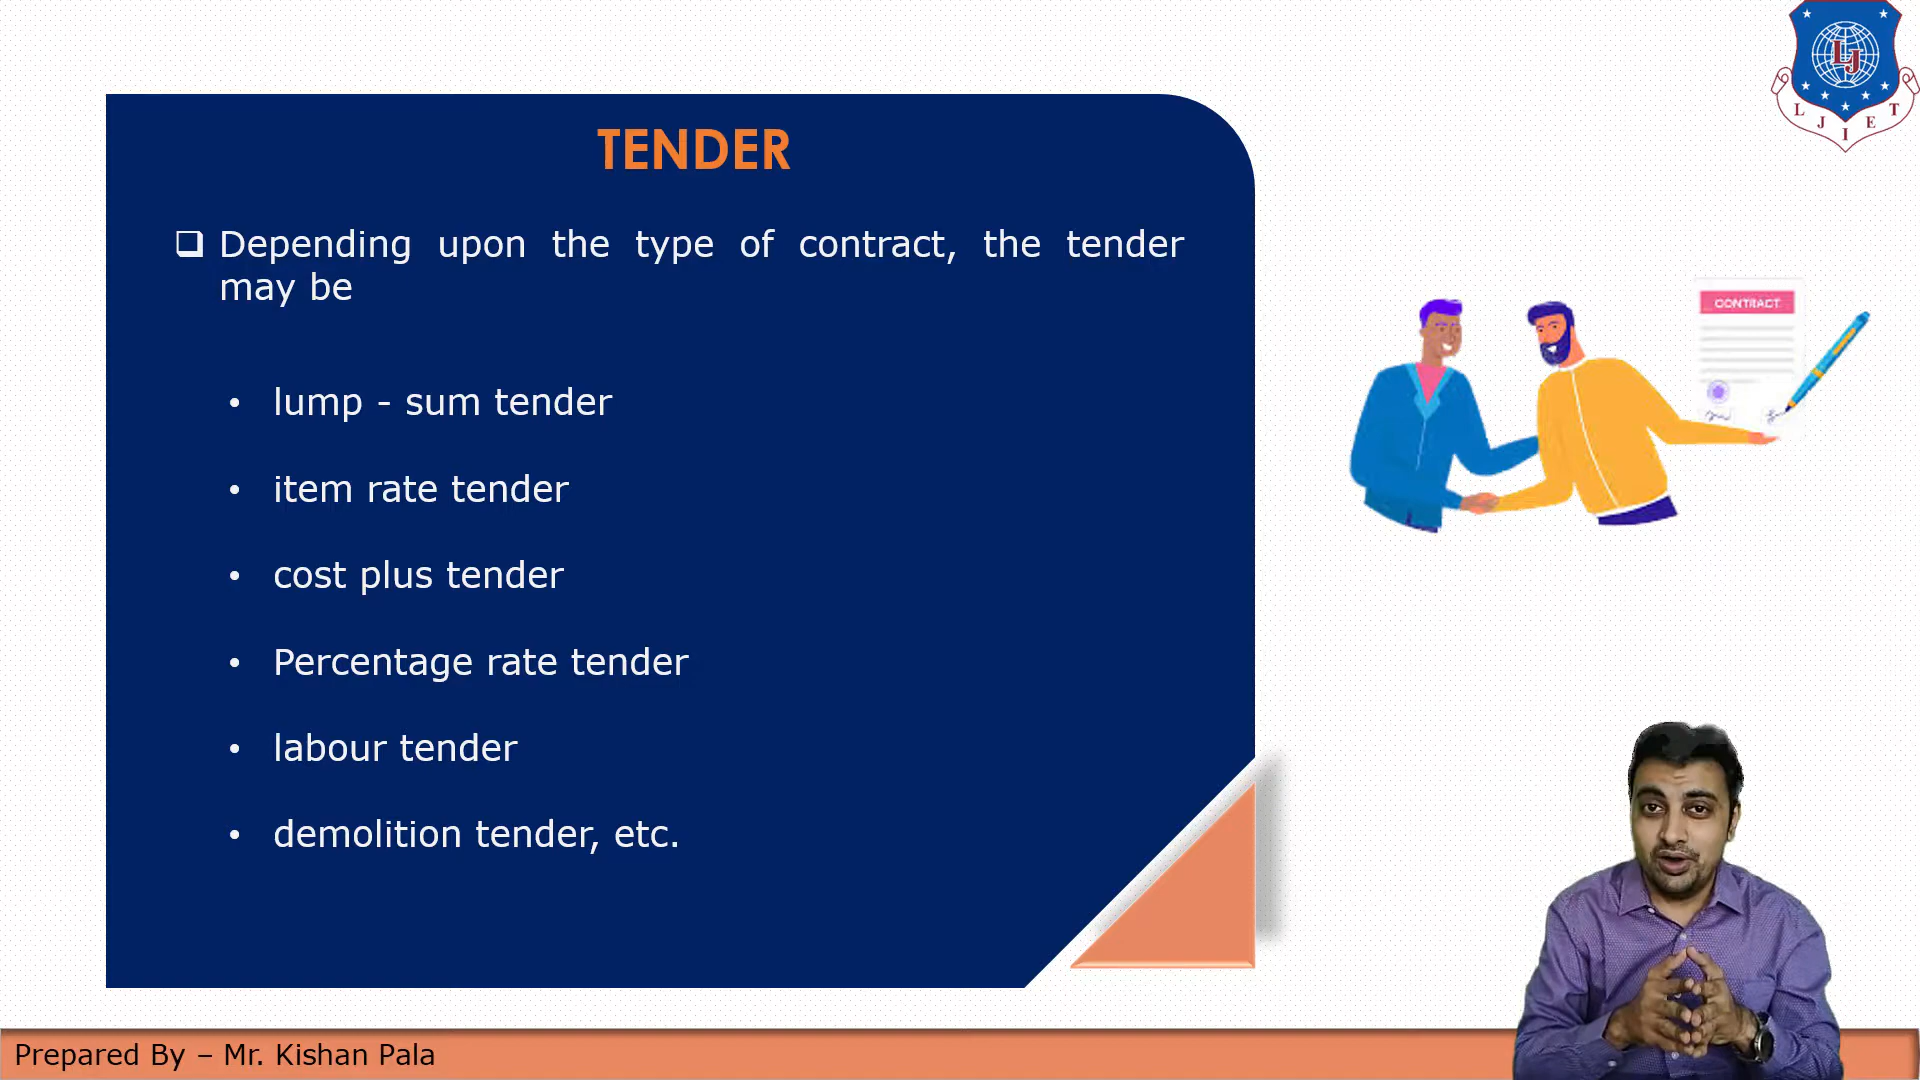 TENDER
❑ Depending upon the type of contract, the tender
may be
• lump - sum tender
• item rate tender
• cost plus tender
• Percentage rate tender
• labour tender
• demolition tender, etc.
CONTRACT
LJ
L J I E T
Prepared By – Mr. Kishan Pala